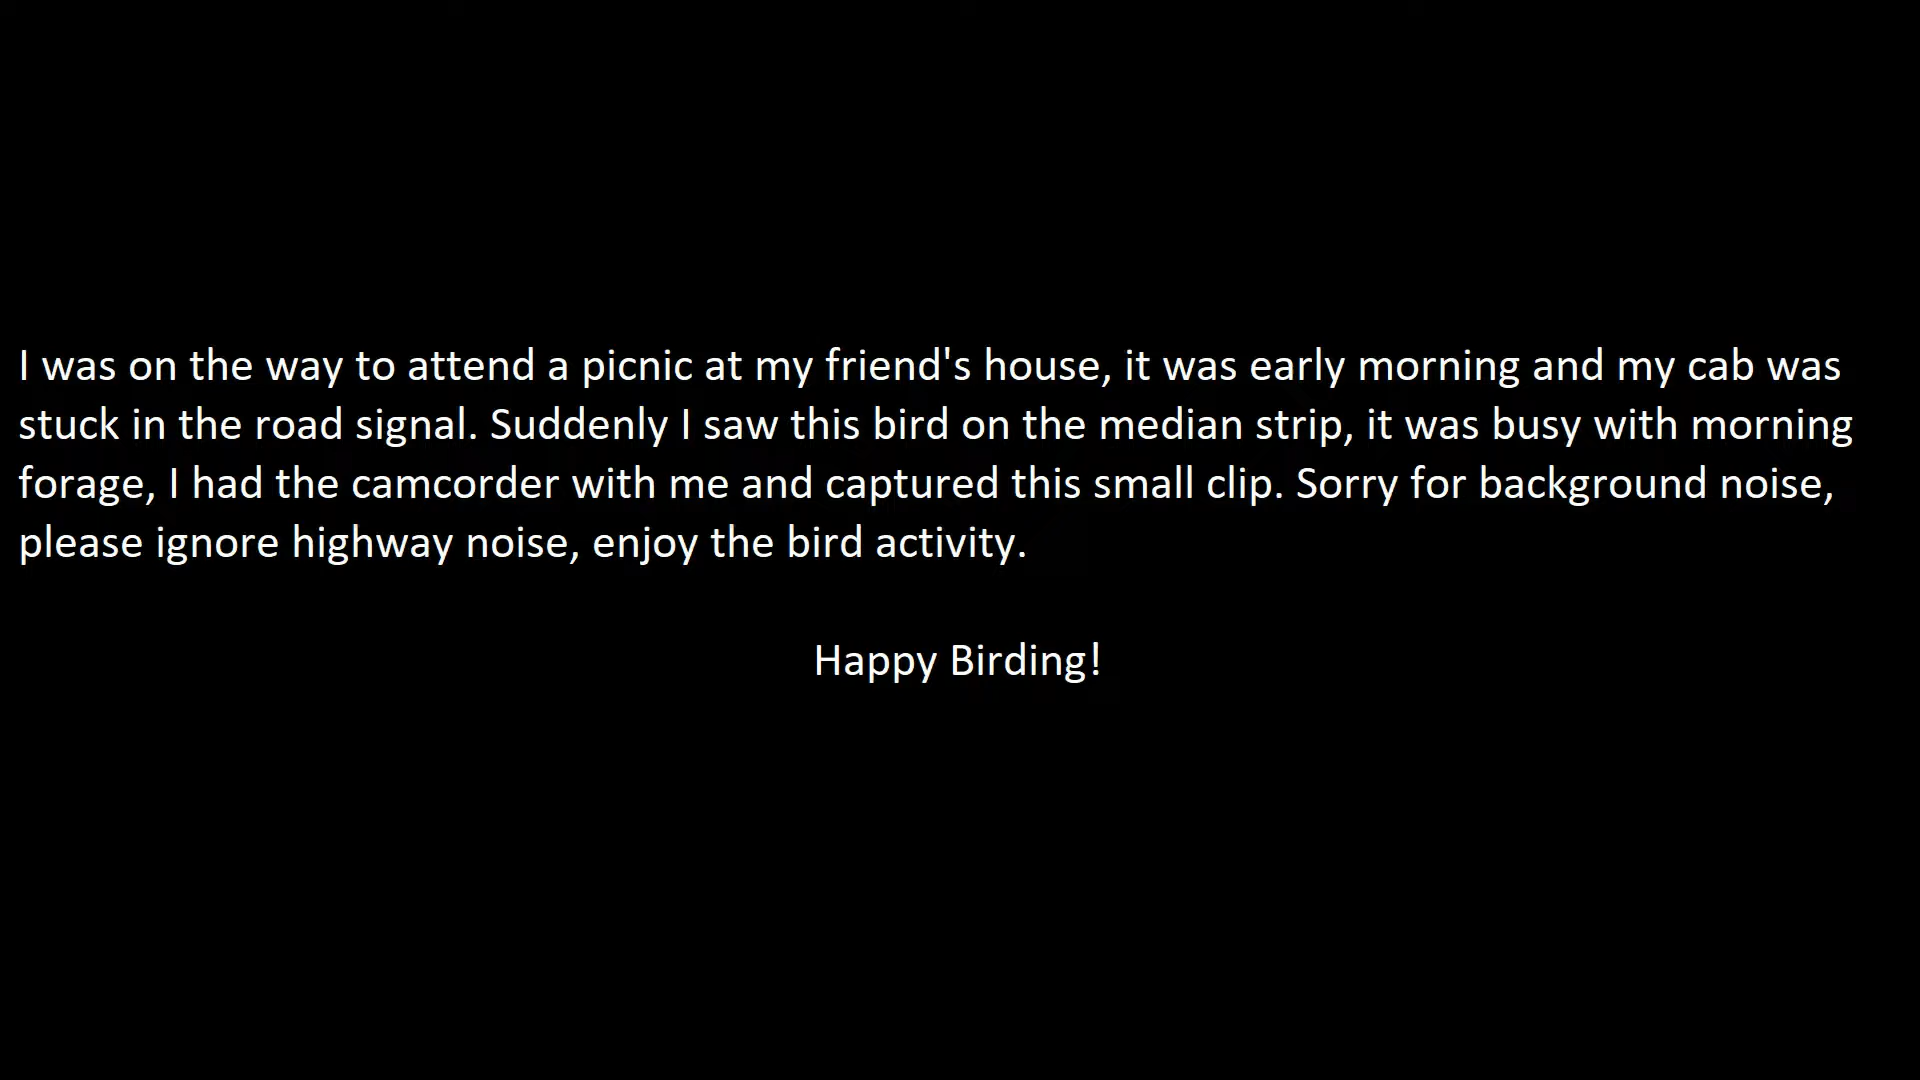 I was on the way to attend a picnic at my friend's house, it was early morning and my cab was
stuck in the road signal. Suddenly I saw this bird on the median strip, it was busy with morning
forage, I had the camcorder with me and captured this small clip. Sorry for background noise,
please ignore highway noise, enjoy the bird activity.
Happy Birding!